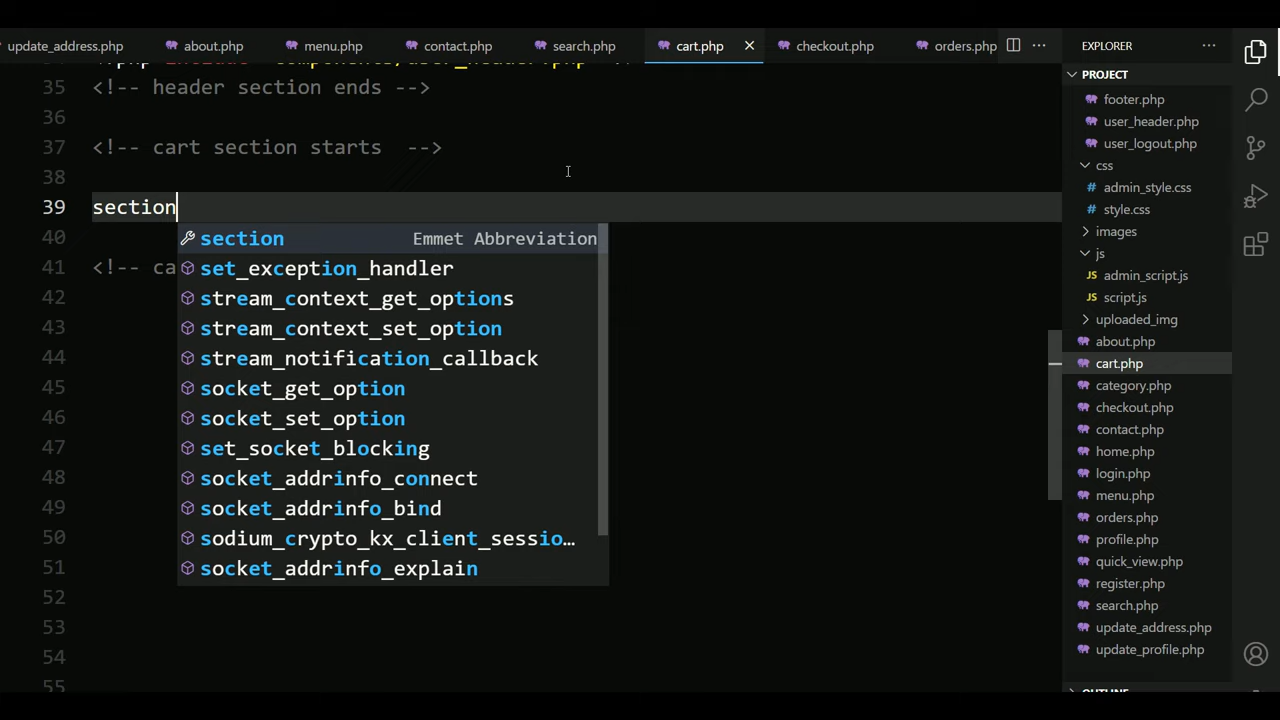 update_address.php about.php menu.php contact.php search.php cart.php checkout.php orders.php
35 <!-- header section ends -->
36
37 <!-- cart section starts -->
38
39 section
40
41 <!-- ca
42
43
44
45
46
47
48
49
50
51
52
53
54
55
section Emmet Abbreviation
set_exception_handler
stream_context_get_options
stream_context_set_option
stream_notification_callback
socket_get_option
socket_set_option
set_socket_blocking
socket_addrinfo_connect
socket_addrinfo_bind
sodium_crypto_kx_client_sessio…
socket_addrinfo_explain
EXPLORER
PROJECT
footer.php
user_header.php
user_logout.php
css
admin_style.css
style.css
images
js
JS admin_script.js
JS script.js
uploaded_img
about.php
cart.php
category.php
checkout.php
contact.php
home.php
login.php
menu.php
orders.php
profile.php
quick_view.php
register.php
search.php
update_address.php
update_profile.php
OUTLINE